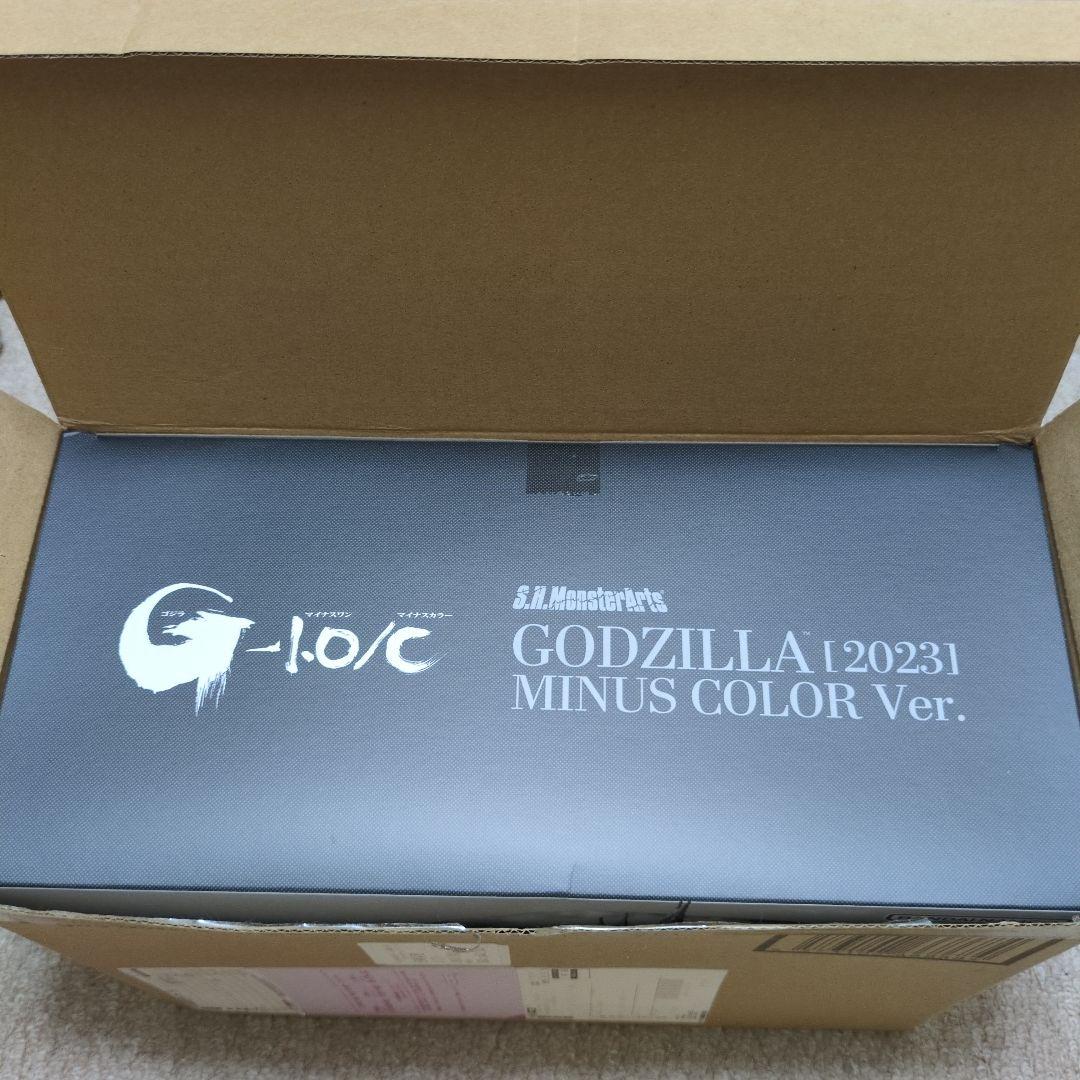 ゴジラ マイナスワン マイナスカラー
G-1.0/C
S.H.MonsterArts
GODZILLA™ [2023]
MINUS COLOR Ver.